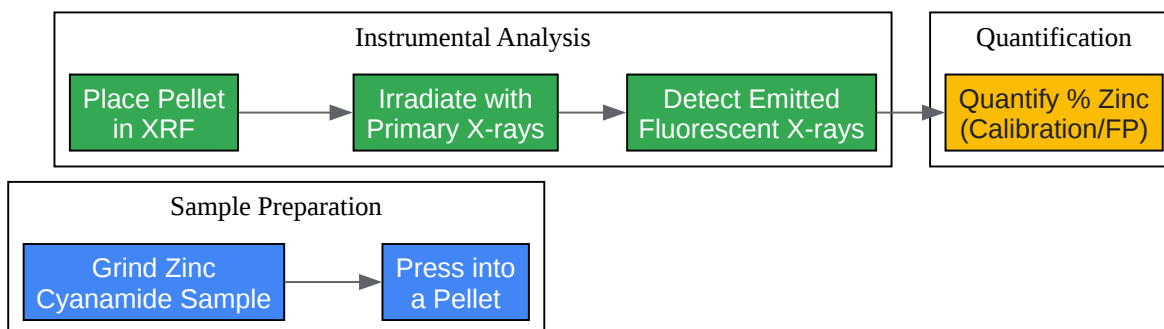 Instrumental Analysis
Place Pellet
in XRF
Irradiate with
Primary X-rays
Detect Emitted
Fluorescent X-rays
Quantification
Quantify % Zinc
(Calibration/FP)
Sample Preparation
Grind Zinc
Cyanamide Sample
Press into
a Pellet